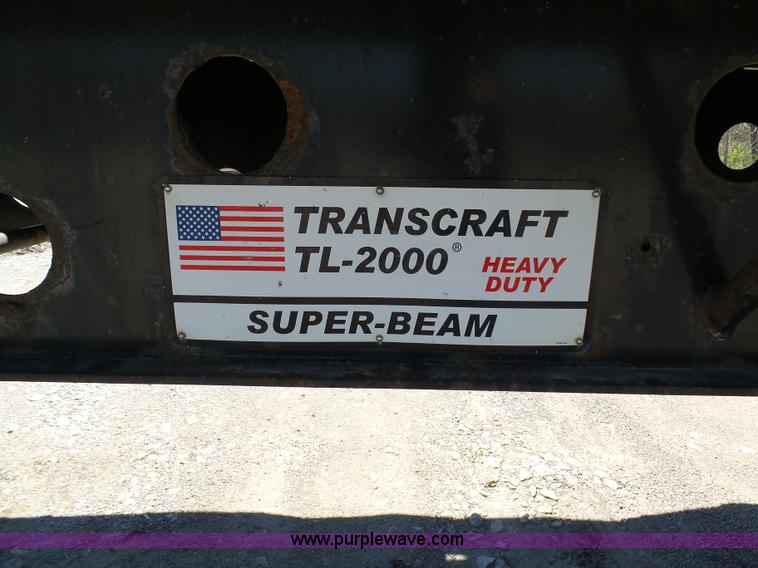 TRANSCRAFT
TL-2000®
HEAVY
DUTY
SUPER-BEAM
www.purplewave.com